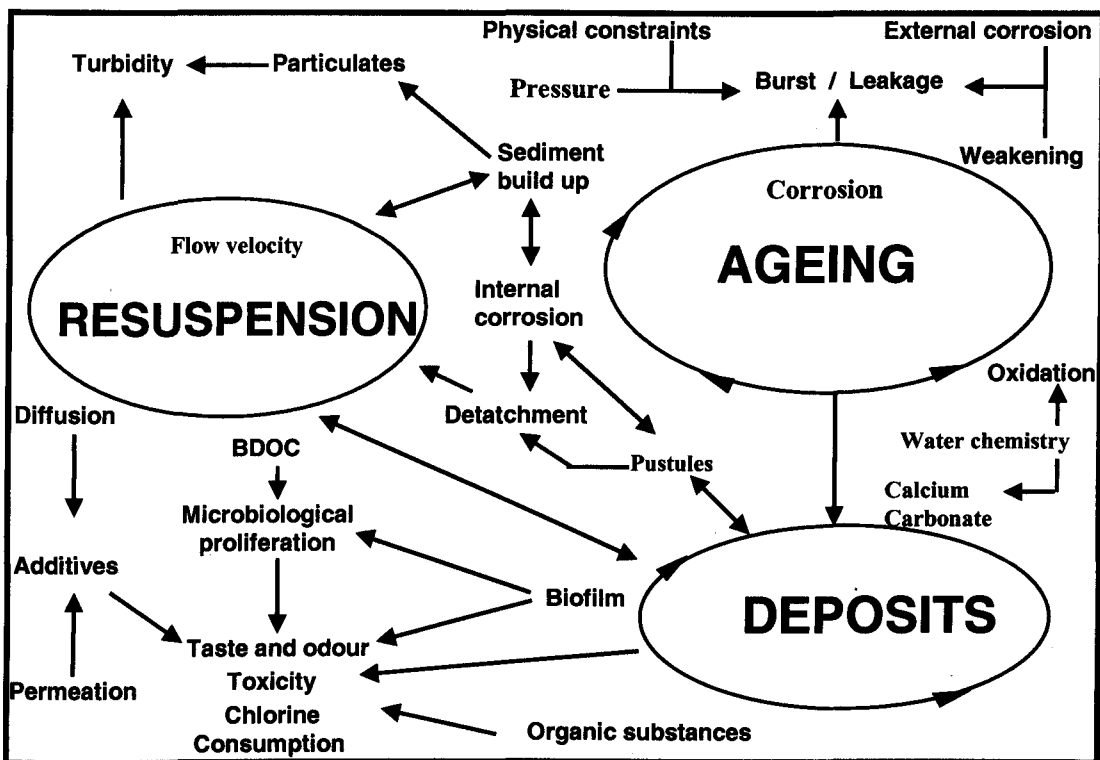 Physical constraints
External corrosion
Turbidity
Particulates
Pressure
Burst / Leakage
Sediment
build up
Weakening
Corrosion
AGEING
Flow velocity
RESUSPENSION
Internal
corrosion
Oxidation
Detatchment
Diffusion
BDOC
Water chemistry
Pustules
Calcium
Carbonate
Microbiological
proliferation
Additives
Biofilm
DEPOSITS
Taste and odour
Toxicity
Permeation
Chlorine
Consumption
Organic substances